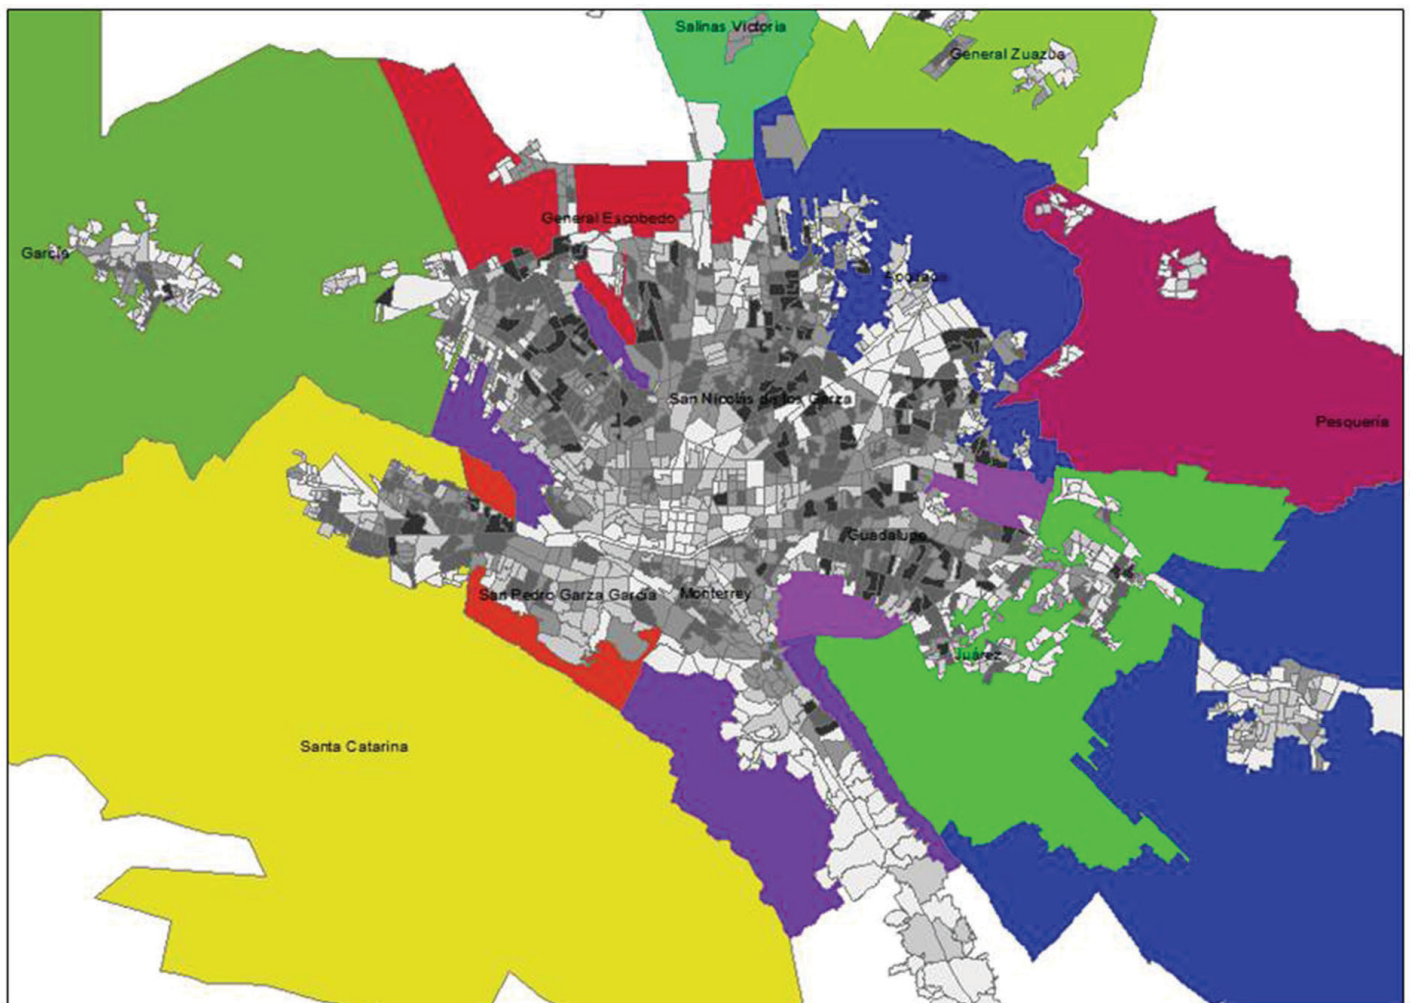 Salinas Victoria
General Zuazua
General Escobedo
García
Apodaca
San Nicolás de los Garza
Pesquería
Guadalupe
San Pedro Garza García
Monterrey
Juárez
Santa Catarina